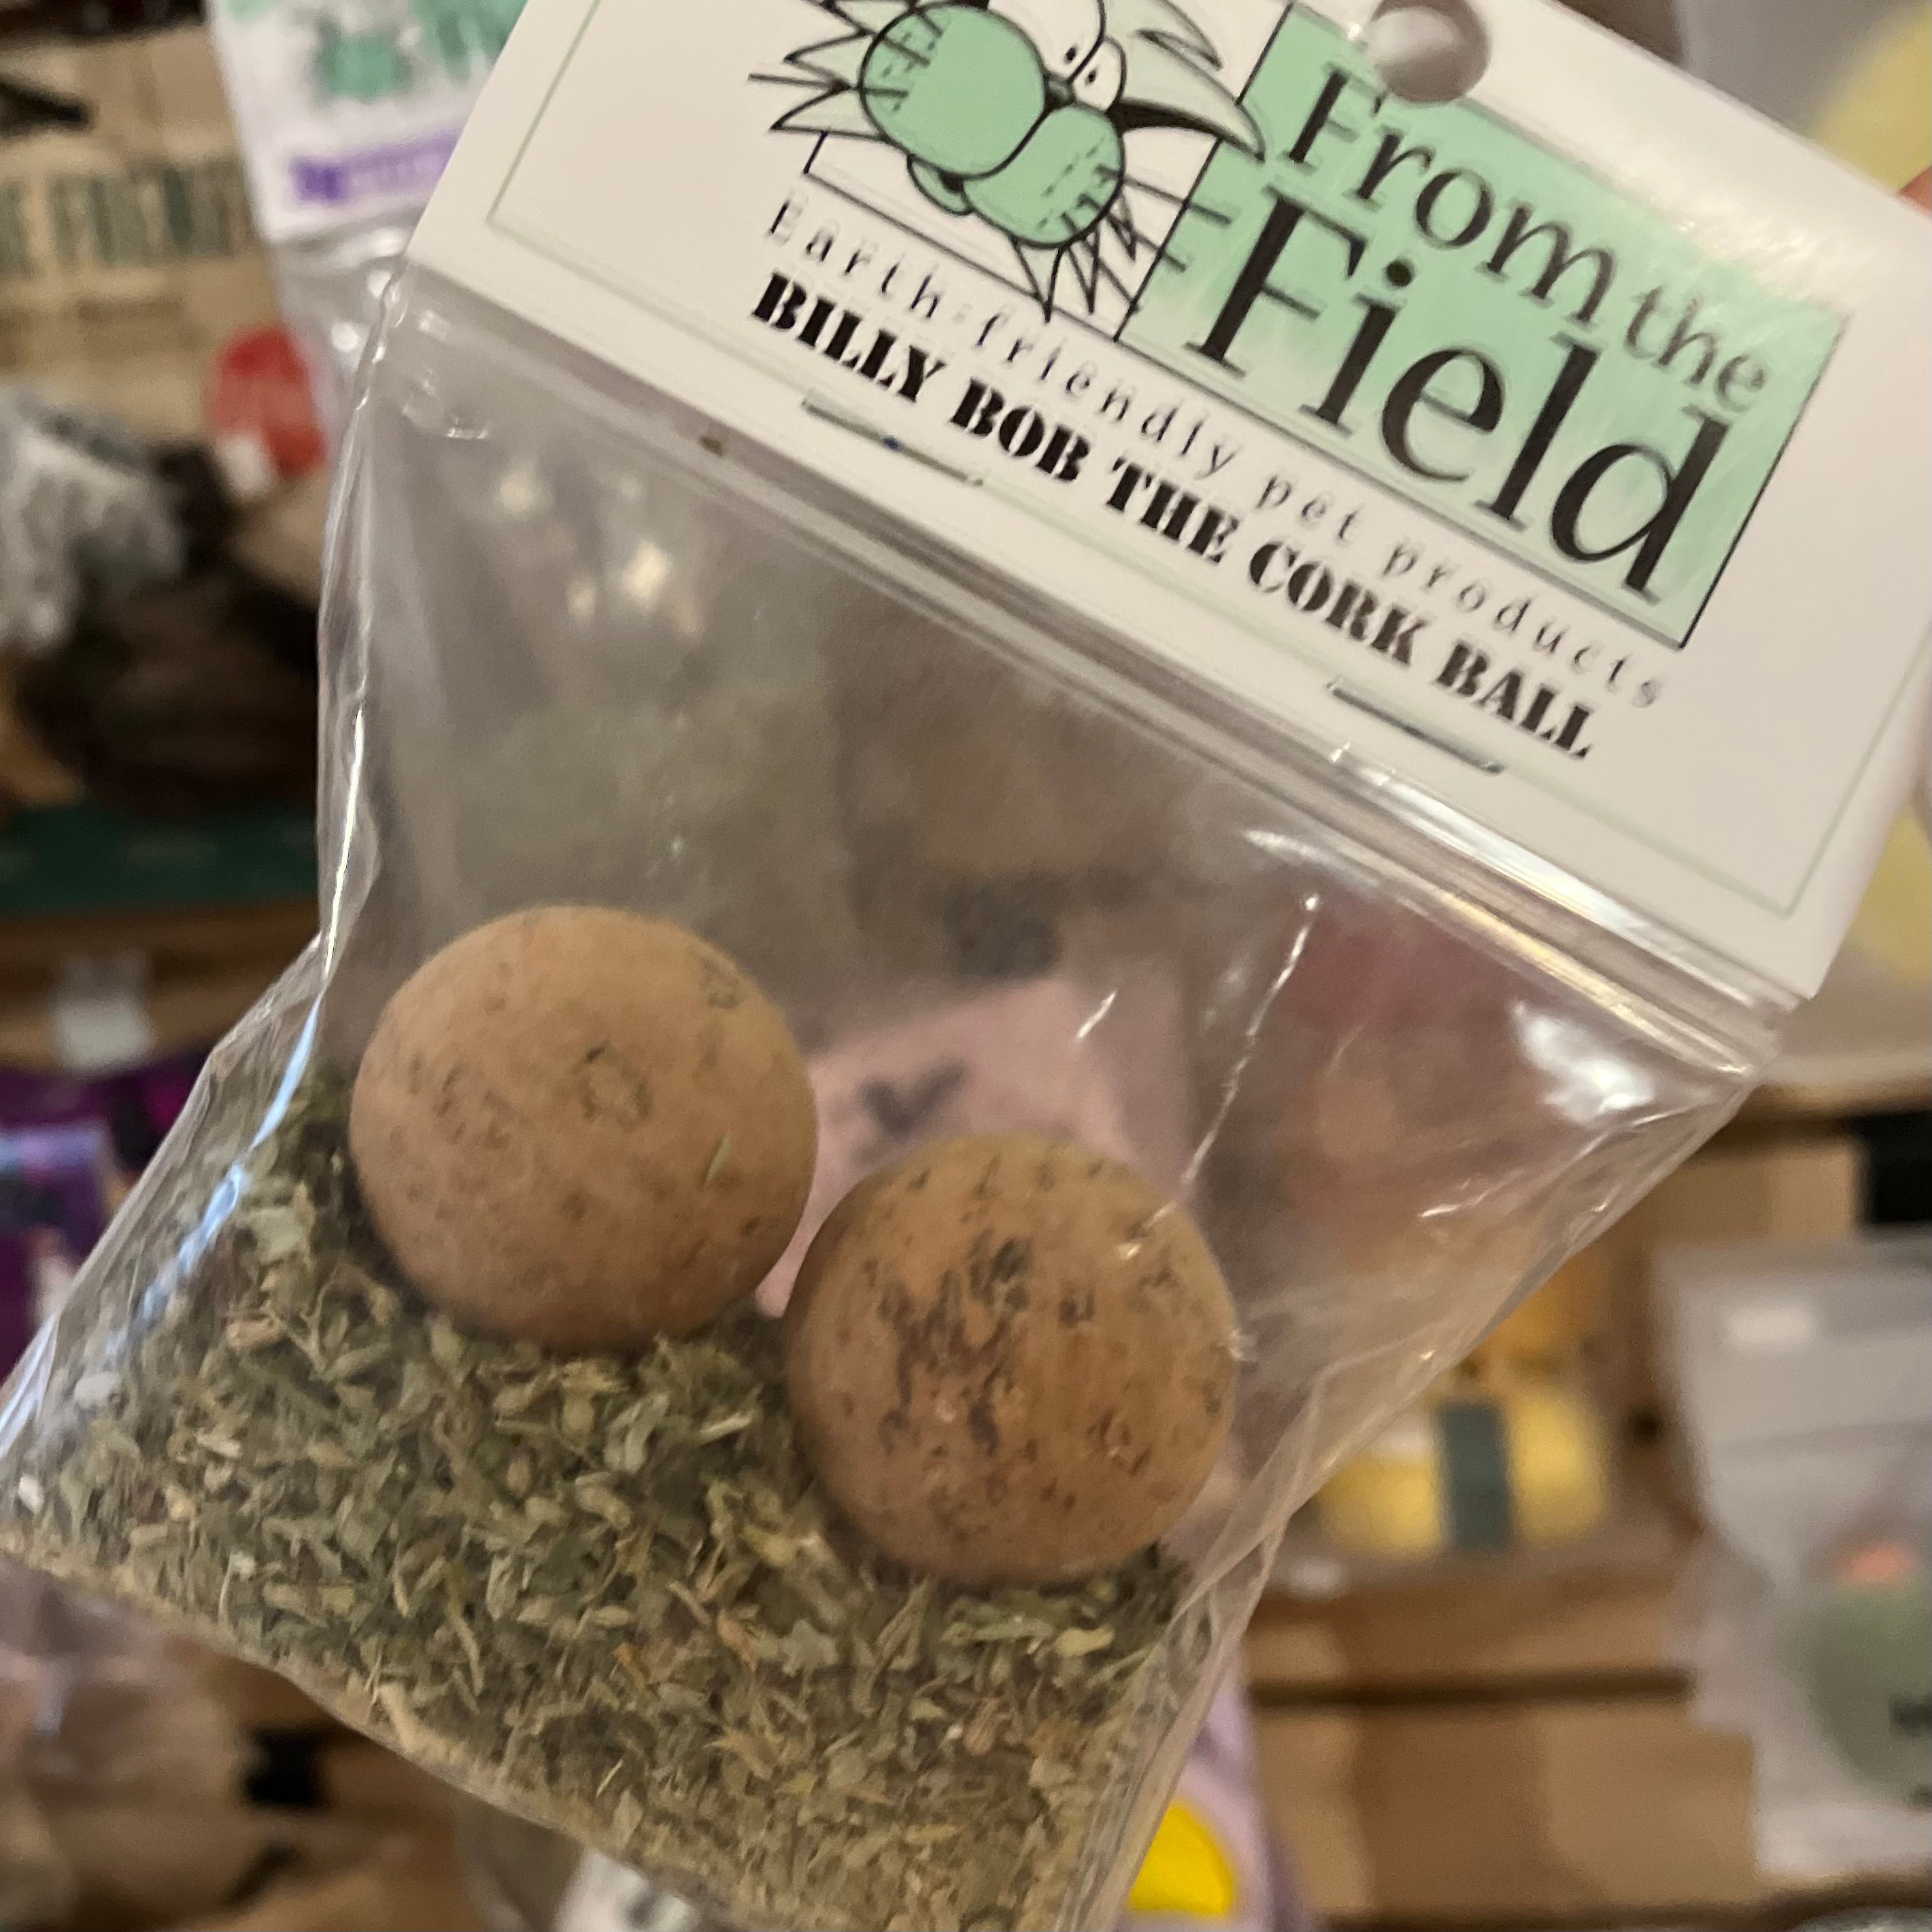 From the
Field
Earth-friendly pet products
BILLY BOB THE CORK BALL